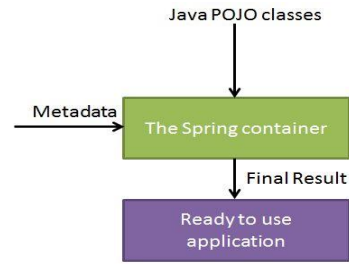 Java POJO classes
Metadata
The Spring container
Final Result
Ready to use
application